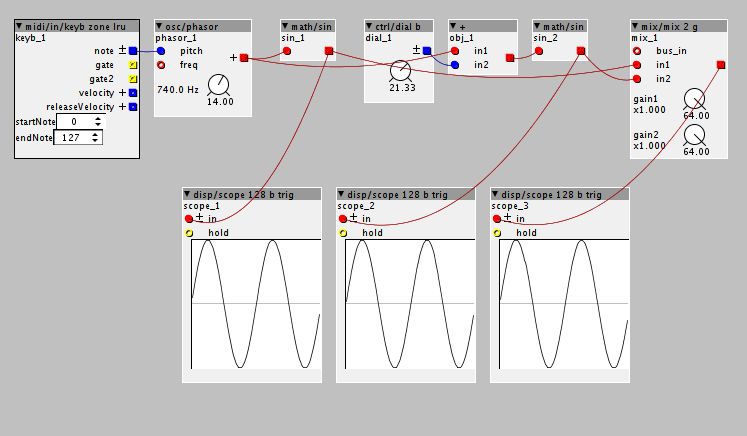 midi/in/keyb zone lru
keyb_1
note
gate
gate2
velocity
releaseVelocity
startNote 0
endNote 127
osc/phasor
phasor_1
pitch
freq
740.0 Hz
14.00
math/sin
sin_1
ctrl/dial b
dial_1
21.33
+
obj_1
in1
in2
math/sin
sin_2
mix/mix 2 g
mix_1
bus_in
in1
in2
gain1
x1.000
64.00
gain2
x1.000
64.00
disp/scope 128 b trig
scope_1
in
hold
disp/scope 128 b trig
scope_2
in
hold
disp/scope 128 b trig
scope_3
in
hold